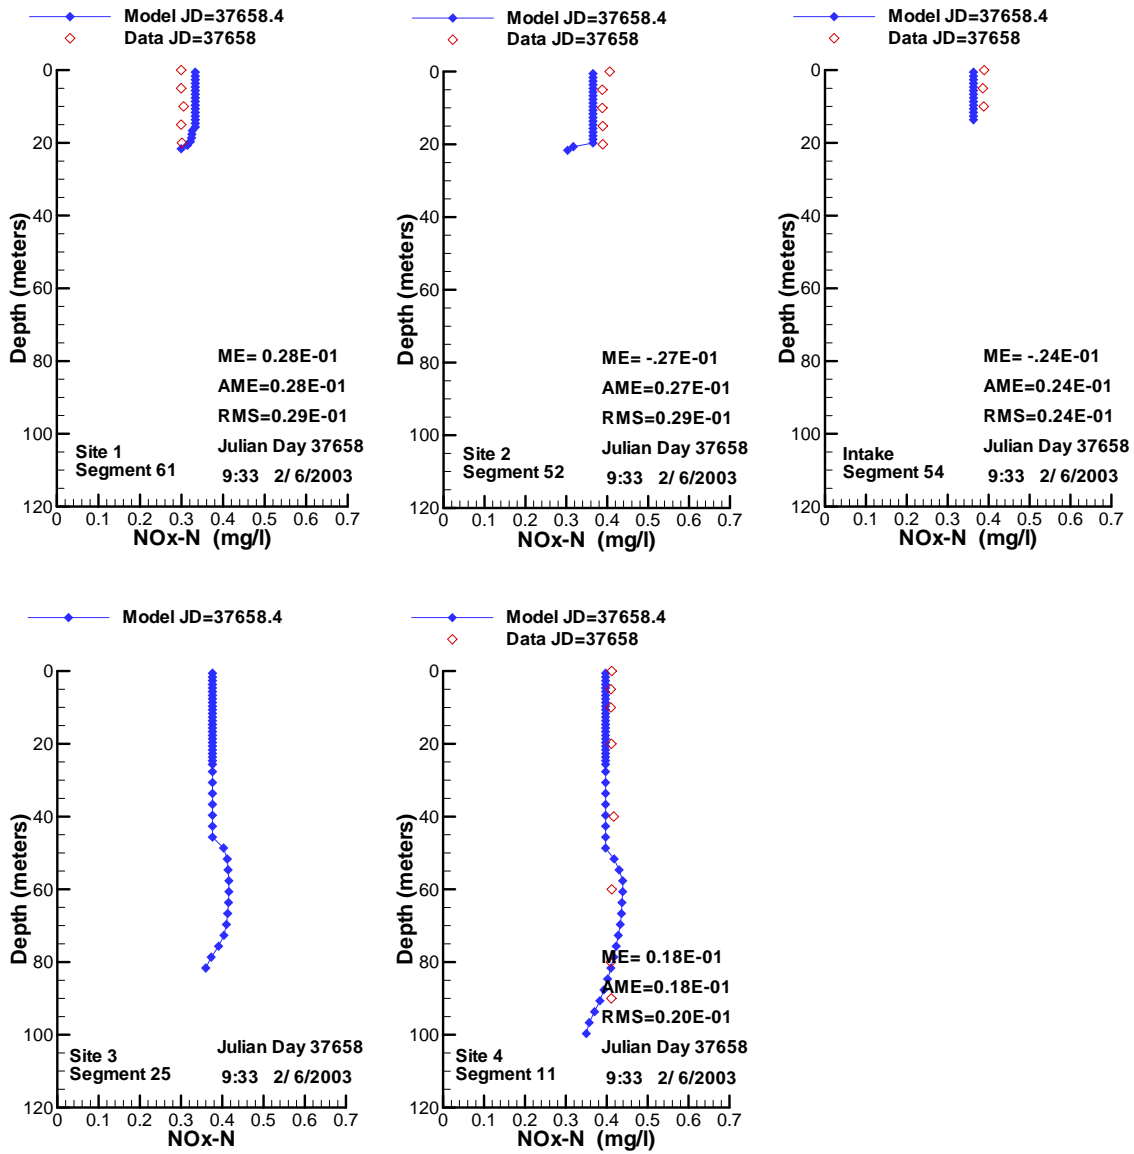 Model JD=37658.4
Data JD=37658
0
20
40
60
80
100
120
Depth (meters)
ME= 0.28E-01
AME=0.28E-01
RMS=0.29E-01
Julian Day 37658
9:33 2/ 6/2003
Site 1
Segment 61
0 0.1 0.2 0.3 0.4 0.5 0.6 0.7
NOx-N (mg/l)
Model JD=37658.4
Data JD=37658
0
20
40
60
80
100
120
Depth (meters)
ME= -.27E-01
AME=0.27E-01
RMS=0.29E-01
Julian Day 37658
9:33 2/ 6/2003
Site 2
Segment 52
0 0.1 0.2 0.3 0.4 0.5 0.6 0.7
NOx-N (mg/l)
Model JD=37658.4
Data JD=37658
0
20
40
60
80
100
120
Depth (meters)
ME= -.24E-01
AME=0.24E-01
RMS=0.24E-01
Julian Day 37658
9:33 2/ 6/2003
Intake
Segment 54
0 0.1 0.2 0.3 0.4 0.5 0.6 0.7
NOx-N (mg/l)
Model JD=37658.4
0
20
40
60
80
100
120
Depth (meters)
Julian Day 37658
9:33 2/ 6/2003
Site 3
Segment 25
0 0.1 0.2 0.3 0.4 0.5 0.6 0.7
NOx-N
Model JD=37658.4
Data JD=37658
0
20
40
60
80
100
120
Depth (meters)
ME= 0.18E-01
AME=0.18E-01
RMS=0.20E-01
Julian Day 37658
9:33 2/ 6/2003
Site 4
Segment 11
0 0.1 0.2 0.3 0.4 0.5 0.6 0.7
NOx-N (mg/l)